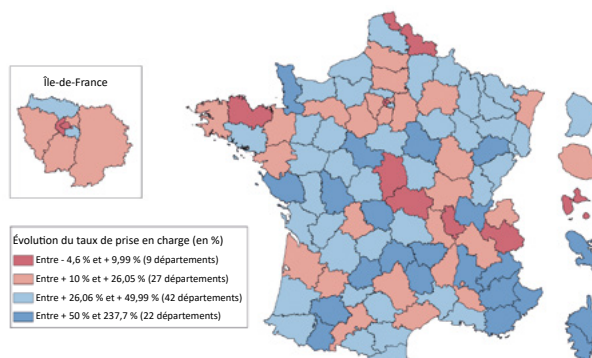 Île-de-France
Évolution du taux de prise en charge (en %)
Entre - 4,6 % et + 9,99 % (9 départements)
Entre + 10 % et + 26,05 % (27 départements)
Entre + 26,06 % et + 49,99 % (42 départements)
Entre + 50 % et 237,7 % (22 départements)